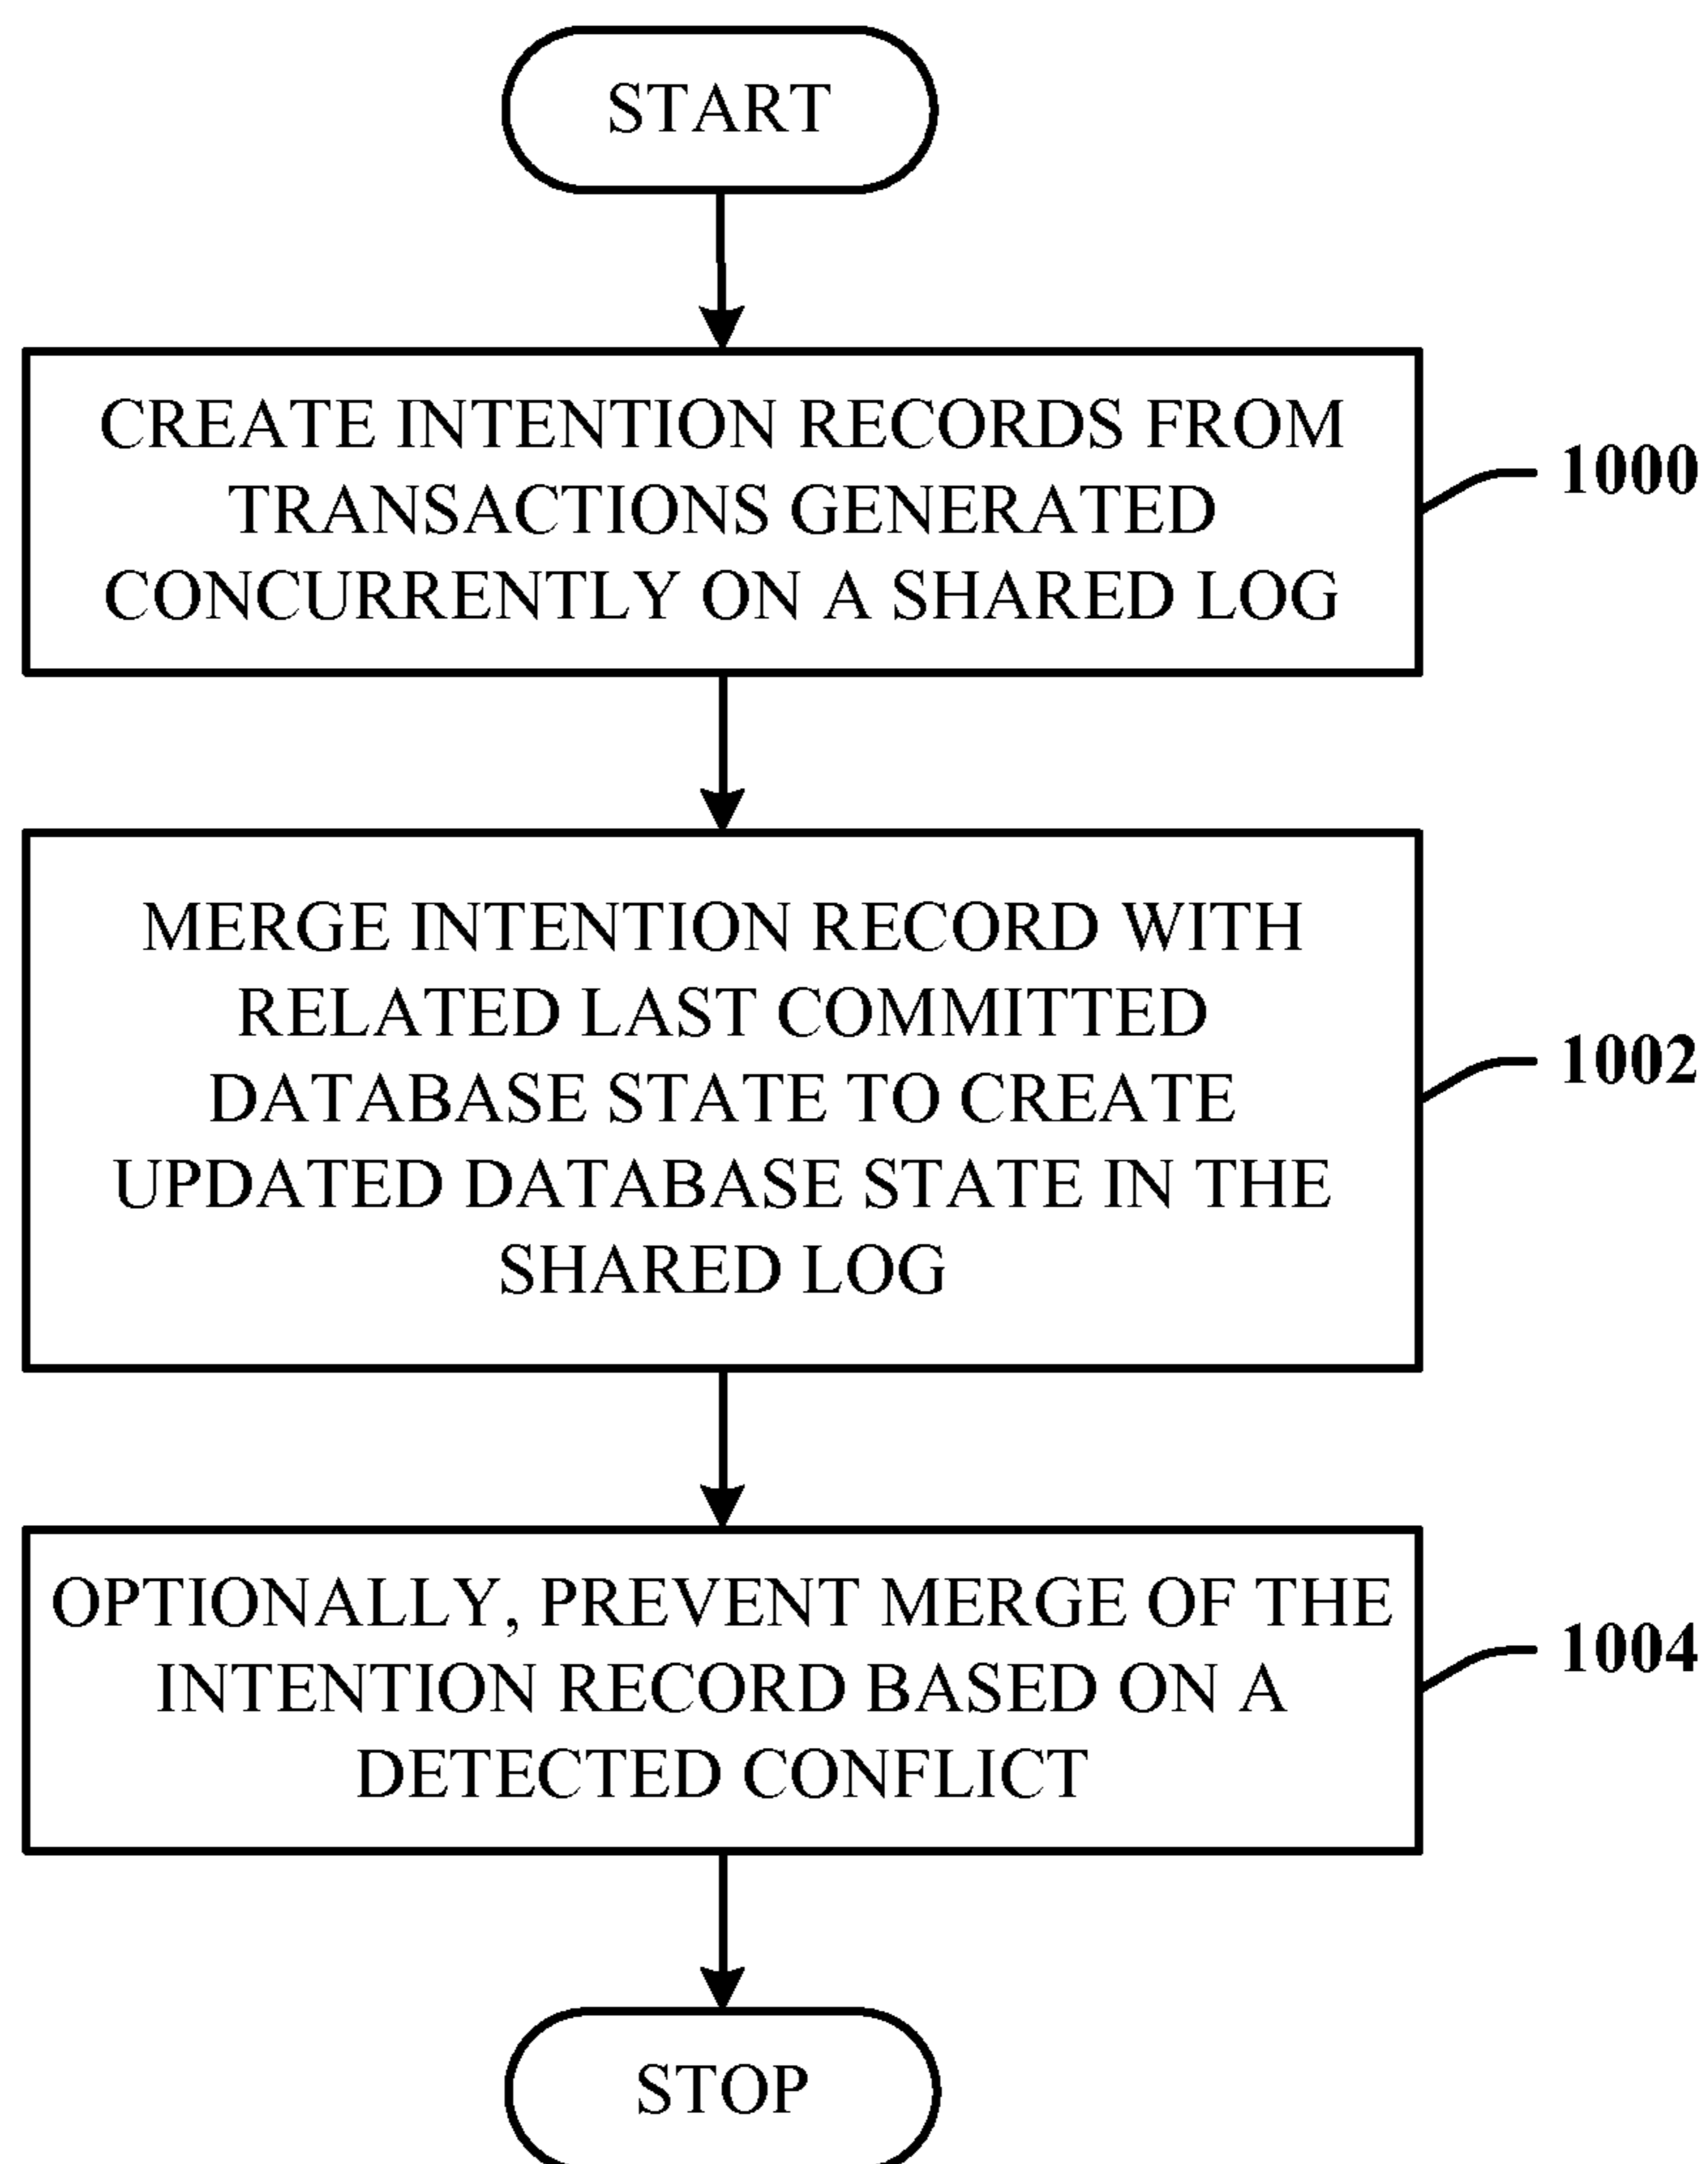 START
CREATE INTENTION RECORDS FROM
TRANSACTIONS GENERATED
CONCURRENTLY ON A SHARED LOG
1000
MERGE INTENTION RECORD WITH
RELATED LAST COMMITTED
DATABASE STATE TO CREATE
UPDATED DATABASE STATE IN THE
SHARED LOG
1002
OPTIONALLY, PREVENT MERGE OF THE
INTENTION RECORD BASED ON A
DETECTED CONFLICT
1004
STOP